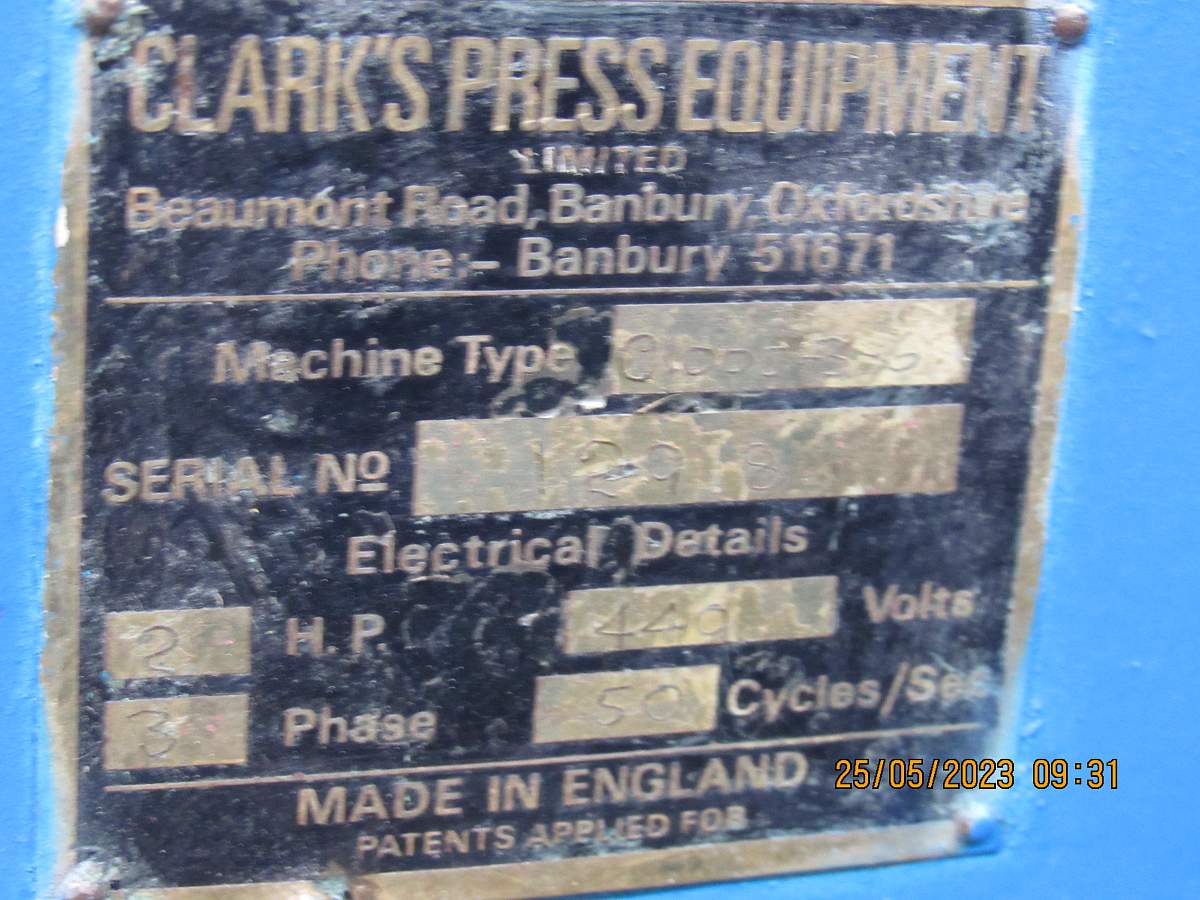 CLARK'S PRESS EQUIPMENT
LIMITED
Beaumont Road, Banbury, Oxfordshire
Phone:– Banbury 51671
Machine Type
SERIAL Nº 1298
Electrical Details
2 H.P. 440 Volts
3 Phase 50 Cycles/Sec
MADE IN ENGLAND
PATENTS APPLIED FOR
25/05/2023 09:31